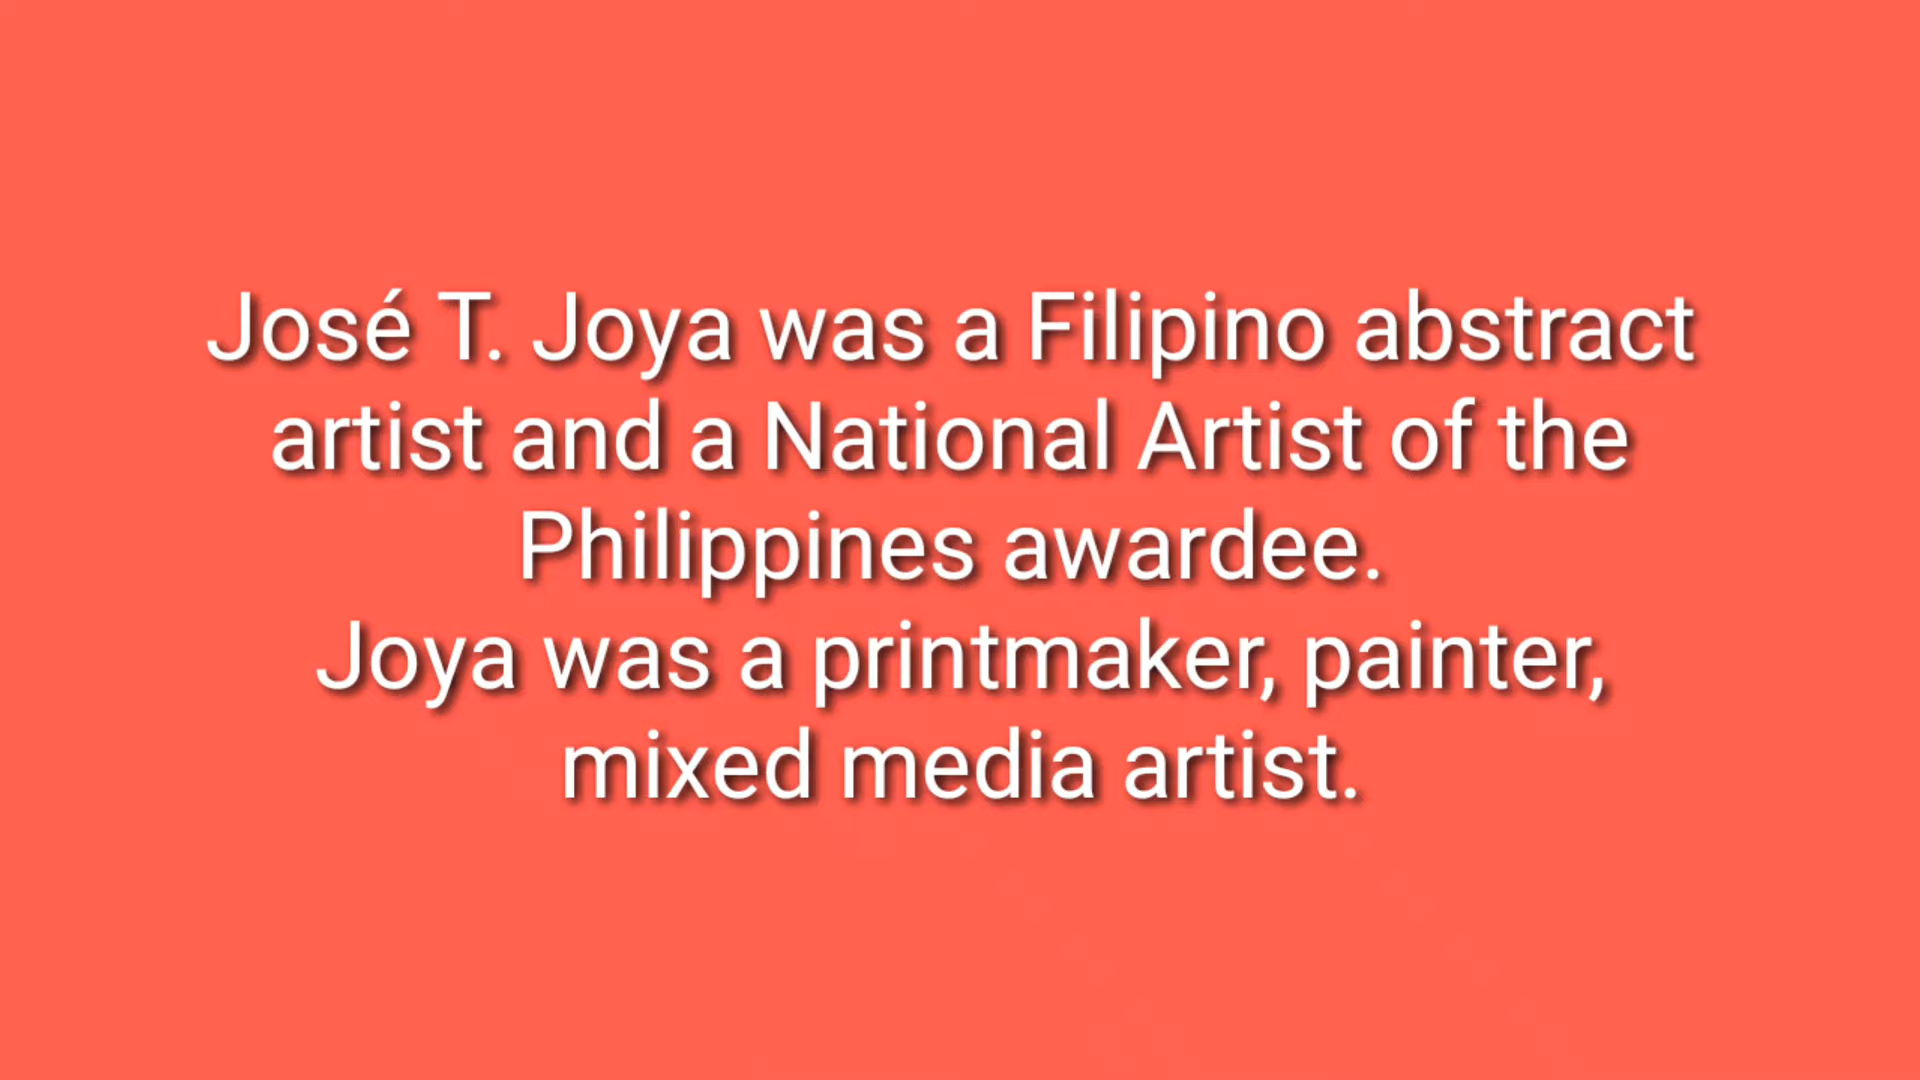 José T. Joya was a Filipino abstract
artist and a National Artist of the
Philippines awardee.
Joya was a printmaker, painter,
mixed media artist.